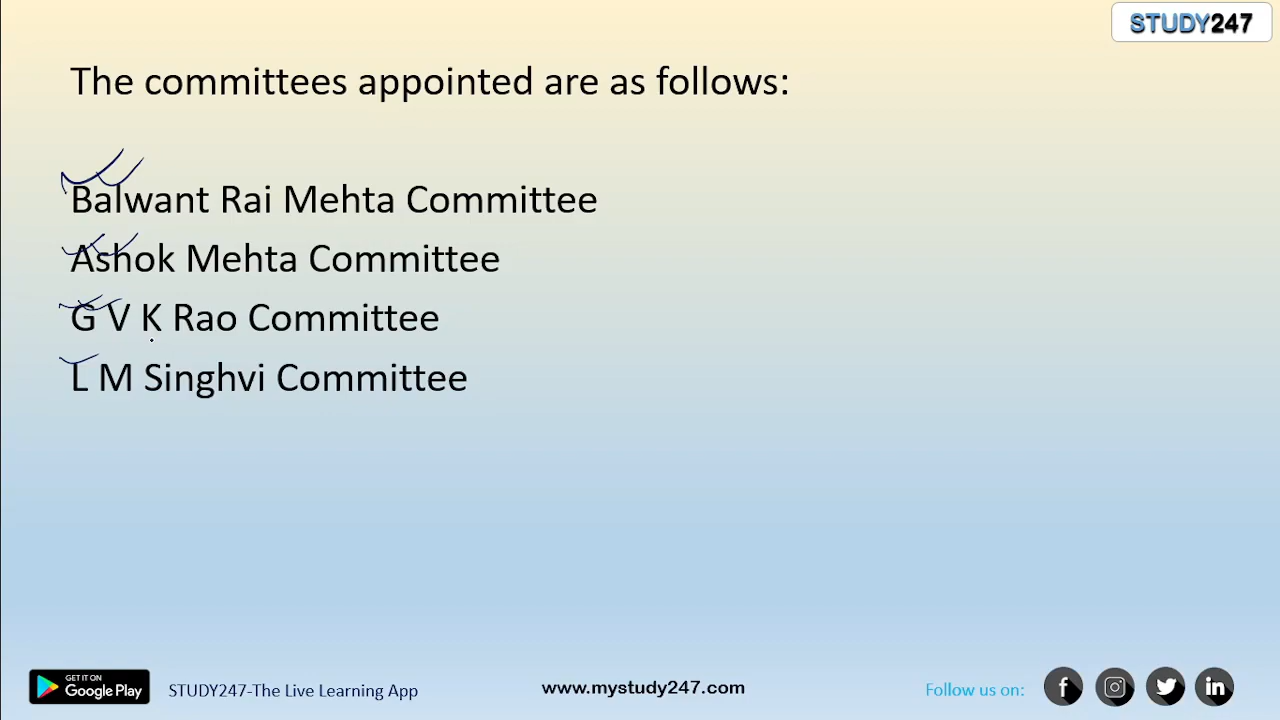 STUDY247
The committees appointed are as follows:
Balwant Rai Mehta Committee
Ashok Mehta Committee
G V K Rao Committee
L M Singhvi Committee
GET IT ON
Google Play
STUDY247-The Live Learning App
www.mystudy247.com
Follow us on: